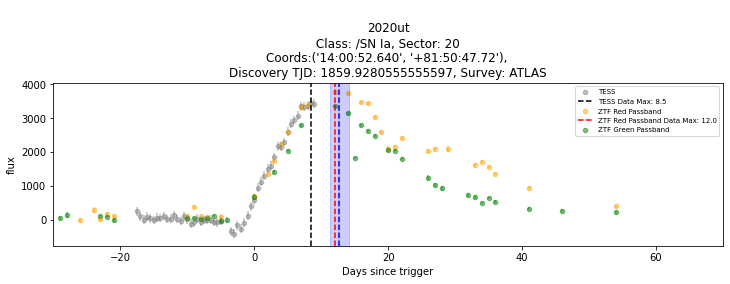 2020ut
Class: /SN Ia, Sector: 20
Coords:('14:00:52.640', '+81:50:47.72'),
Discovery TJD: 1859.9280555555597, Survey: ATLAS
flux
4000
3000
2000
1000
0
TESS
TESS Data Max: 8.5
ZTF Red Passband
ZTF Red Passband Data Max: 12.0
ZTF Green Passband
−20
0
20
40
60
Days since trigger